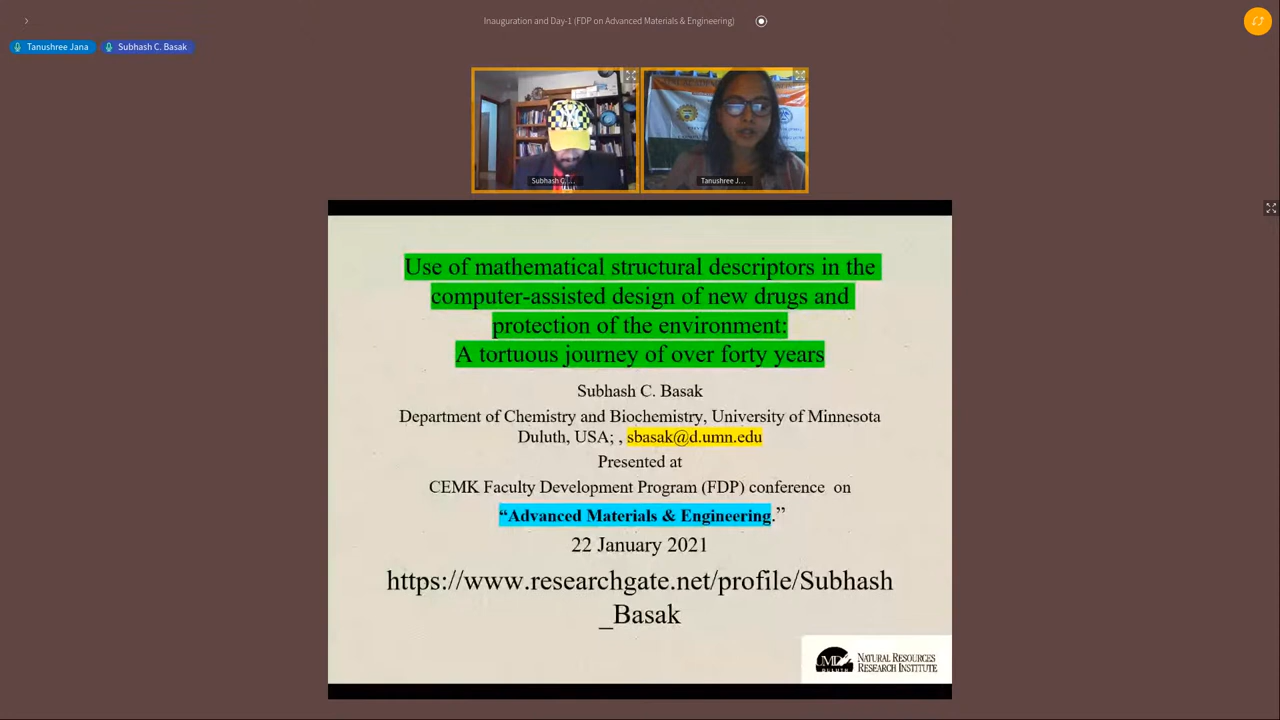 Inauguration and Day-1 (FDP on Advanced Materials & Engineering)
Tanushree Jana
Subhash C. Basak
Subhash C...
Tanushree J...
Use of mathematical structural descriptors in the
computer-assisted design of new drugs and
protection of the environment:
A tortuous journey of over forty years
Subhash C. Basak
Department of Chemistry and Biochemistry, University of Minnesota
Duluth, USA; , sbasak@d.umn.edu
Presented at
CEMK Faculty Development Program (FDP) conference on
“Advanced Materials & Engineering.”
22 January 2021
https://www.researchgate.net/profile/Subhash
_Basak
UMD
DULUTH
NATURAL RESOURCES
RESEARCH INSTITUTE